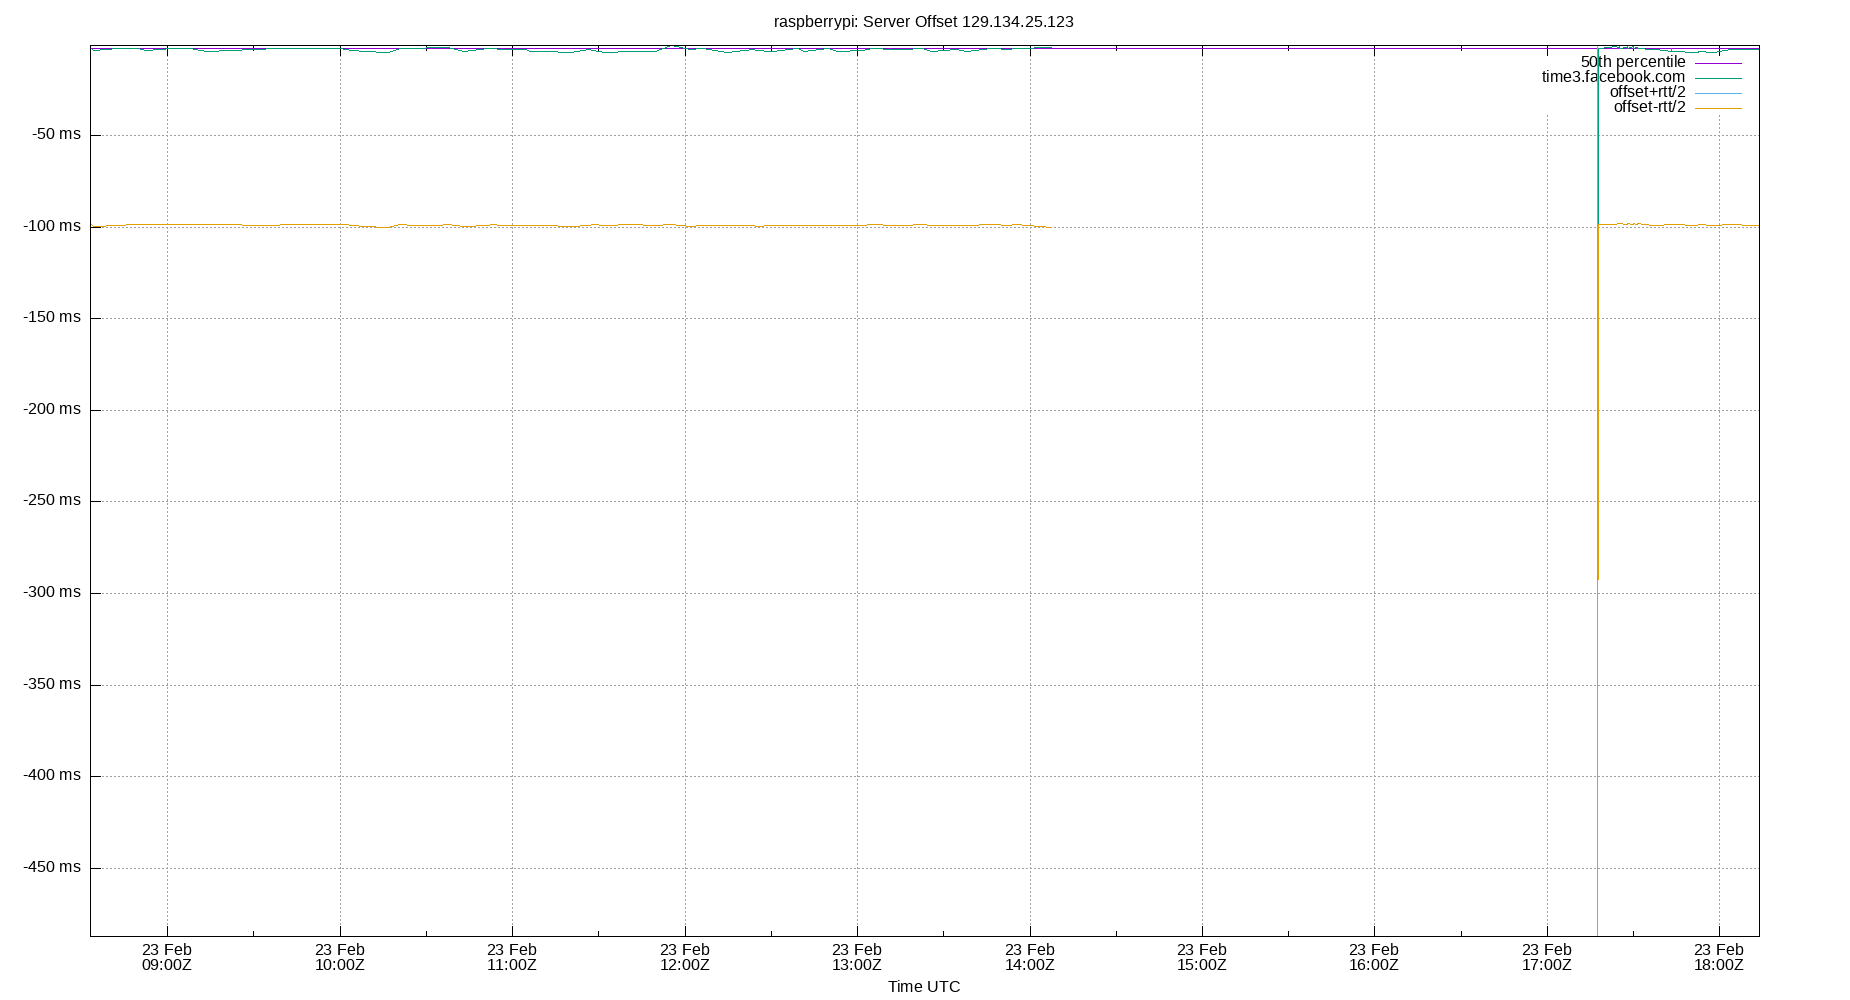 raspberrypi: Server Offset 129.134.25.123
50th percentile
time3.facebook.com
offset+rtt/2
offset-rtt/2
-50 ms
-100 ms
-150 ms
-200 ms
-250 ms
-300 ms
-350 ms
-400 ms
-450 ms
23 Feb 23 Feb 23 Feb 23 Feb 23 Feb 23 Feb 23 Feb 23 Feb 23 Feb 23 Feb
09:00Z 10:00Z 11:00Z 12:00Z 13:00Z 14:00Z 15:00Z 16:00Z 17:00Z 18:00Z
Time UTC